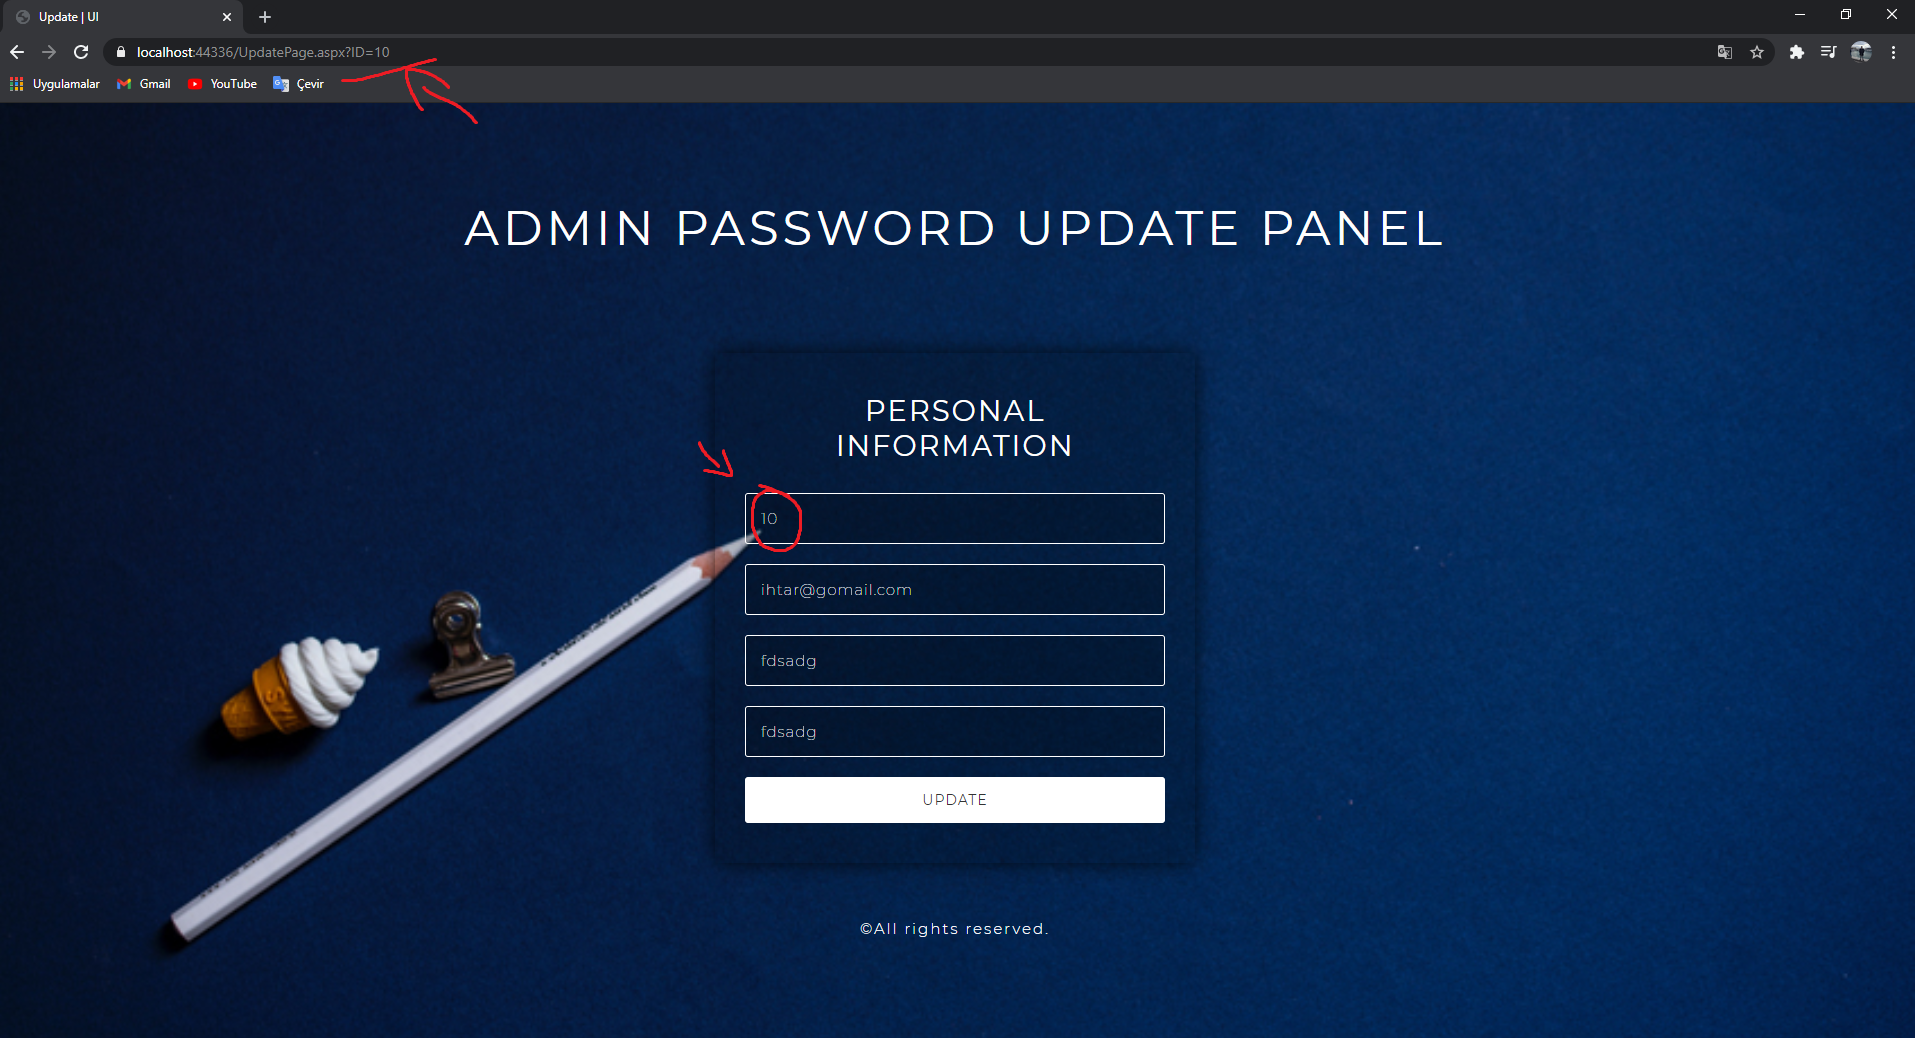 Update | UI
localhost:44336/UpdatePage.aspx?ID=10
Uygulamalar Gmail YouTube Çevir
ADMIN PASSWORD UPDATE PANEL
PERSONAL
INFORMATION
10
ihtar@gomail.com
fdsadg
fdsadg
UPDATE
©All rights reserved.